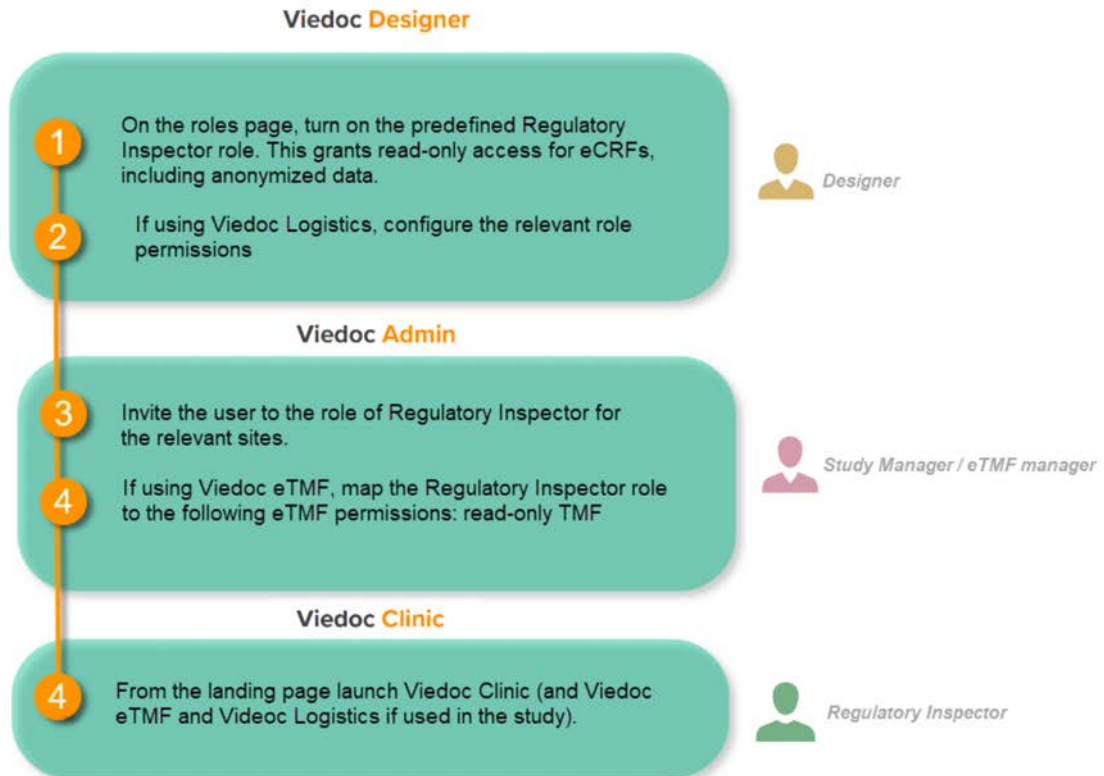 Viedoc Designer
1
On the roles page, turn on the predefined Regulatory
Inspector role. This grants read-only access for eCRFs,
including anonymized data.
2
If using Viedoc Logistics, configure the relevant role
permissions
Designer
Viedoc Admin
3
Invite the user to the role of Regulatory Inspector for
the relevant sites.
4
If using Viedoc eTMF, map the Regulatory Inspector role
to the following eTMF permissions: read-only TMF
Study Manager / eTMF manager
Viedoc Clinic
4
From the landing page launch Viedoc Clinic (and Viedoc
eTMF and Videoc Logistics if used in the study).
Regulatory Inspector